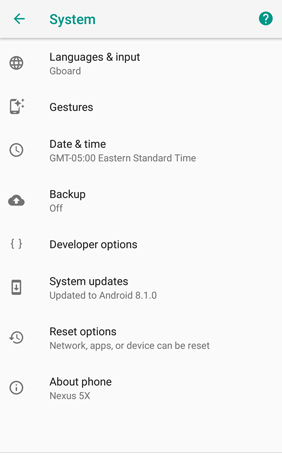 System
Languages & input
Gboard
Gestures
Date & time
GMT-05:00 Eastern Standard Time
Backup
Off
{ } Developer options
System updates
Updated to Android 8.1.0
Reset options
Network, apps, or device can be reset
About phone
Nexus 5X